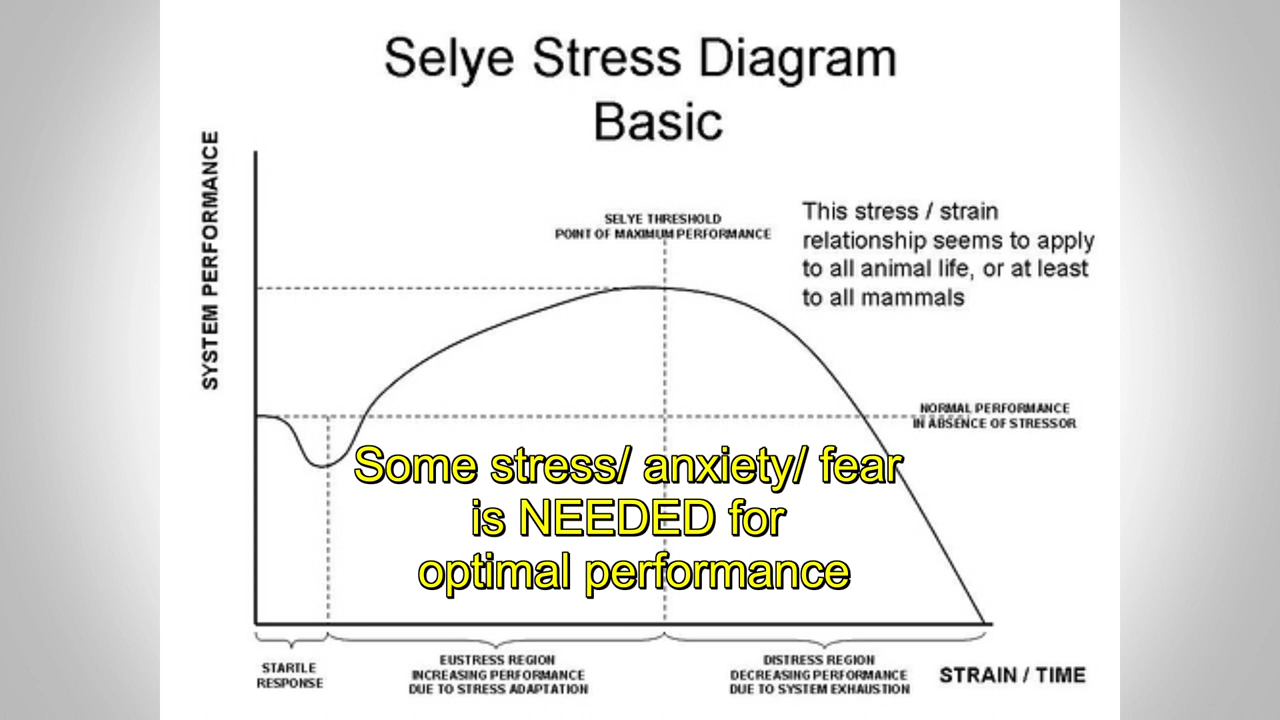 Selye Stress Diagram
Basic
SYSTEM PERFORMANCE
SELYE THRESHOLD
POINT OF MAXIMUM PERFORMANCE
This stress / strain
relationship seems to apply
to all animal life, or at least
to all mammals
NORMAL PERFORMANCE
IN ABSENCE OF STRESSOR
Some stress/ anxiety/ fear
is NEEDED for
optimal performance
STARTLE
RESPONSE
EUSTRESS REGION
INCREASING PERFORMANCE
DUE TO STRESS ADAPTATION
DISTRESS REGION
DECREASING PERFORMANCE
DUE TO SYSTEM EXHAUSTION
STRAIN / TIME